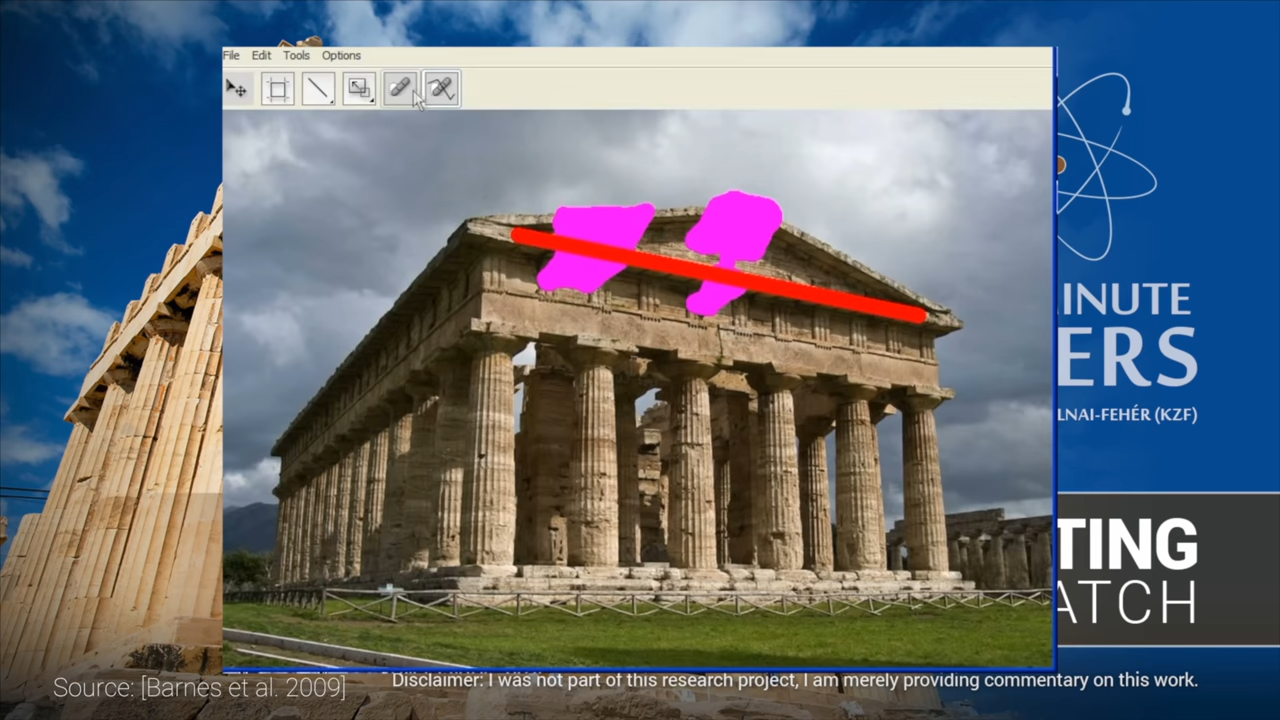 File Edit Tools Options
INUTE
ERS
LNAI-FEHÉR (KZF)
TING
ATCH
Source: [Barnes et al. 2009]
Disclaimer: I was not part of this research project, I am merely providing commentary on this work.